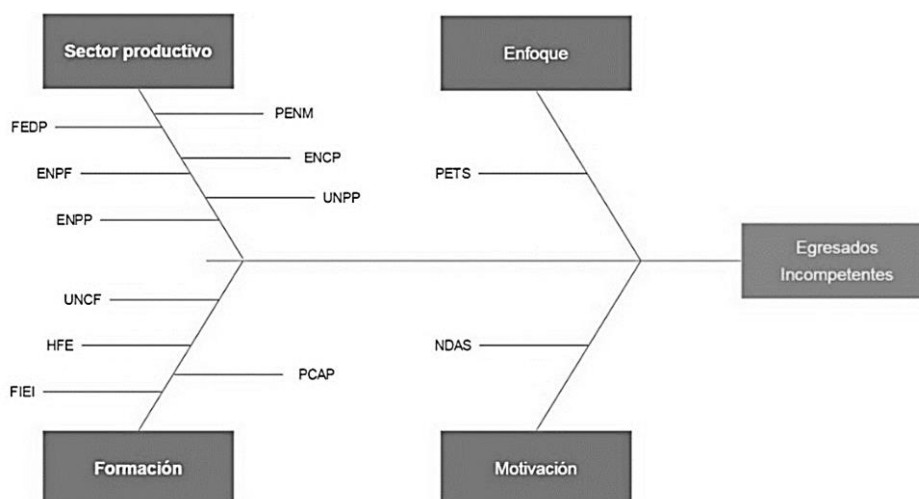 Sector productivo
Enfoque
PENM
FEDP
ENCP
ENPF
PETS
UNPP
ENPP
Egresados
Incompetentes
UNCF
HFE
NDAS
PCAP
FIEI
Formación
Motivación